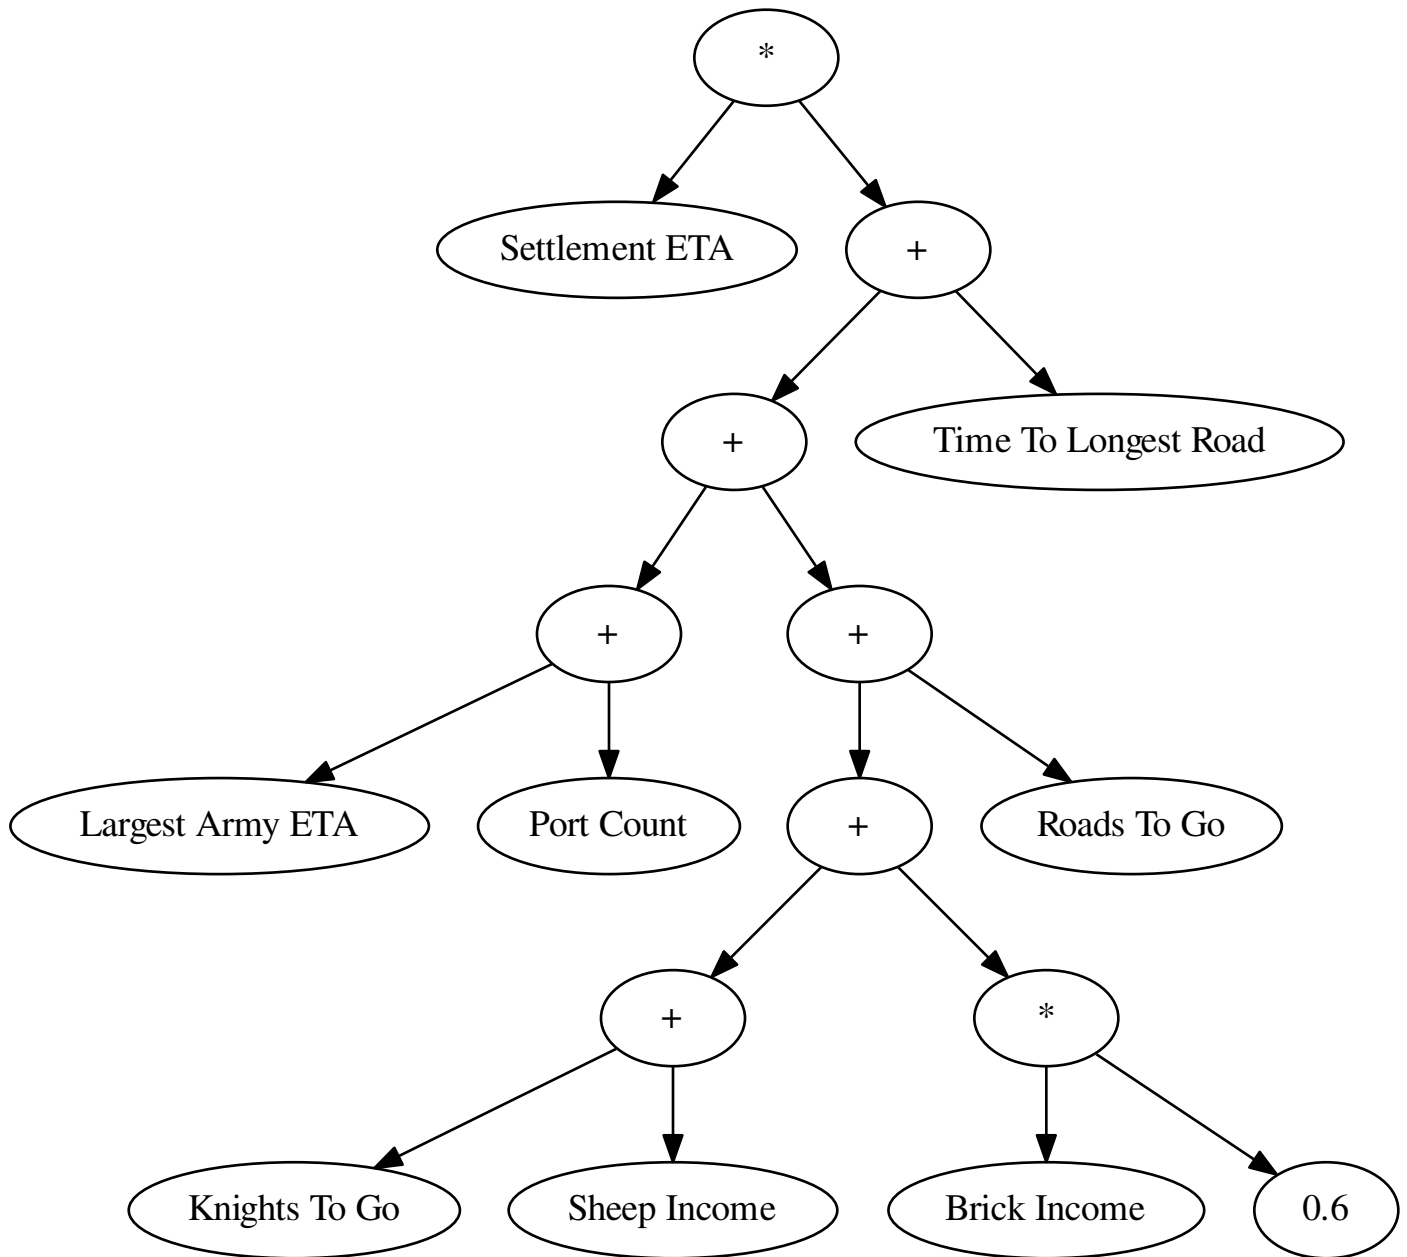 *
Settlement ETA
+
+
Time To Longest Road
+
+
Largest Army ETA
Port Count
+
Roads To Go
+
*
Knights To Go
Sheep Income
Brick Income
0.6